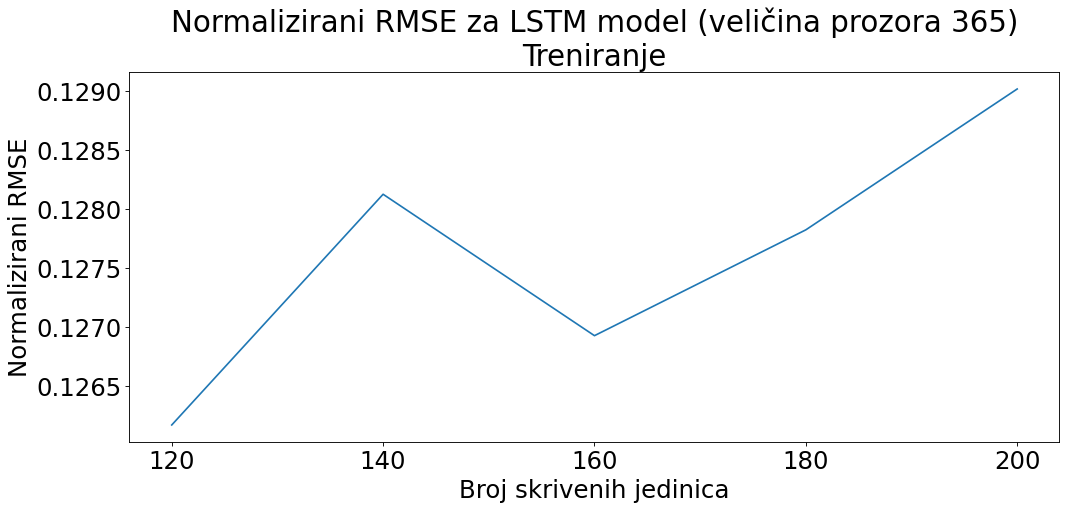 Normalizirani RMSE za LSTM model (veličina prozora 365)
Treniranje
Normalizirani RMSE
0.1290
0.1285
0.1280
0.1275
0.1270
0.1265
120 140 160 180 200
Broj skrivenih jedinica